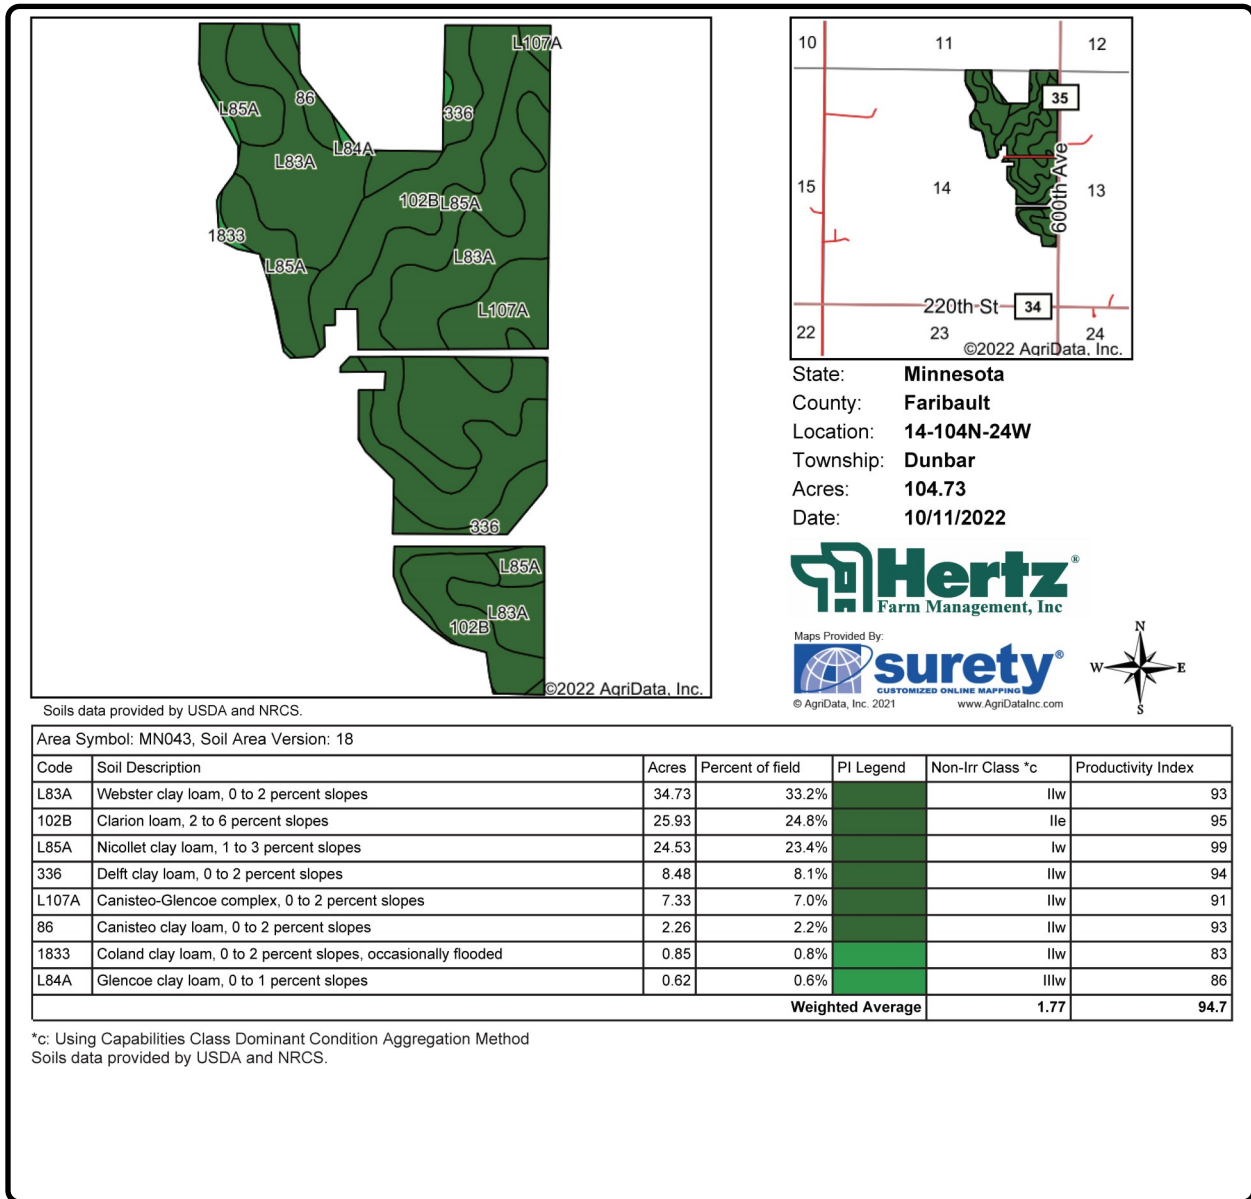 L107A
86
L85A
336
L84A
L83A
102B
L85A
1833
L83A
L85A
L107A
336
L85A
L83A
102B
©2022 AgriData, Inc.
Soils data provided by USDA and NRCS.
10
11
12
35
15
14
600th Ave
13
220th St
34
22
23
24
©2022 AgriData, Inc.
State: Minnesota
County: Faribault
Location: 14-104N-24W
Township: Dunbar
Acres: 104.73
Date: 10/11/2022
Hertz®
Farm Management, Inc
Maps Provided By:
surety®
CUSTOMIZED ONLINE MAPPING
© AgriData, Inc. 2021 www.AgriDataInc.com
N
W E
S
Area Symbol: MN043, Soil Area Version: 18
Code Soil Description Acres Percent of field PI Legend Non-Irr Class *c Productivity Index
L83A Webster clay loam, 0 to 2 percent slopes 34.73 33.2% IIw 93
102B Clarion loam, 2 to 6 percent slopes 25.93 24.8% IIe 95
L85A Nicollet clay loam, 1 to 3 percent slopes 24.53 23.4% Iw 99
336 Delft clay loam, 0 to 2 percent slopes 8.48 8.1% IIw 94
L107A Canisteo-Glencoe complex, 0 to 2 percent slopes 7.33 7.0% IIw 91
86 Canisteo clay loam, 0 to 2 percent slopes 2.26 2.2% IIw 93
1833 Coland clay loam, 0 to 2 percent slopes, occasionally flooded 0.85 0.8% IIw 83
L84A Glencoe clay loam, 0 to 1 percent slopes 0.62 0.6% IIIw 86
Weighted Average 1.77 94.7
*c: Using Capabilities Class Dominant Condition Aggregation Method
Soils data provided by USDA and NRCS.